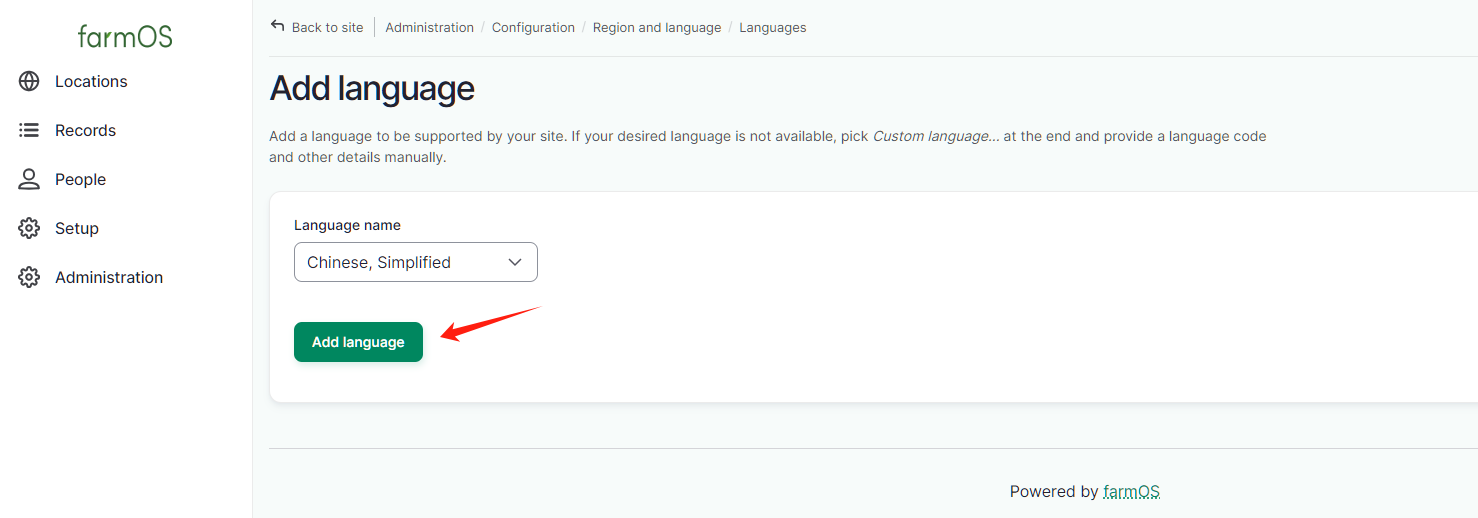 farmOS
Locations
Records
People
Setup
Administration
Back to site Administration / Configuration / Region and language / Languages
Add language
Add a language to be supported by your site. If your desired language is not available, pick Custom language... at the end and provide a language code
and other details manually.
Language name
Chinese, Simplified
Add language
Powered by farmOS